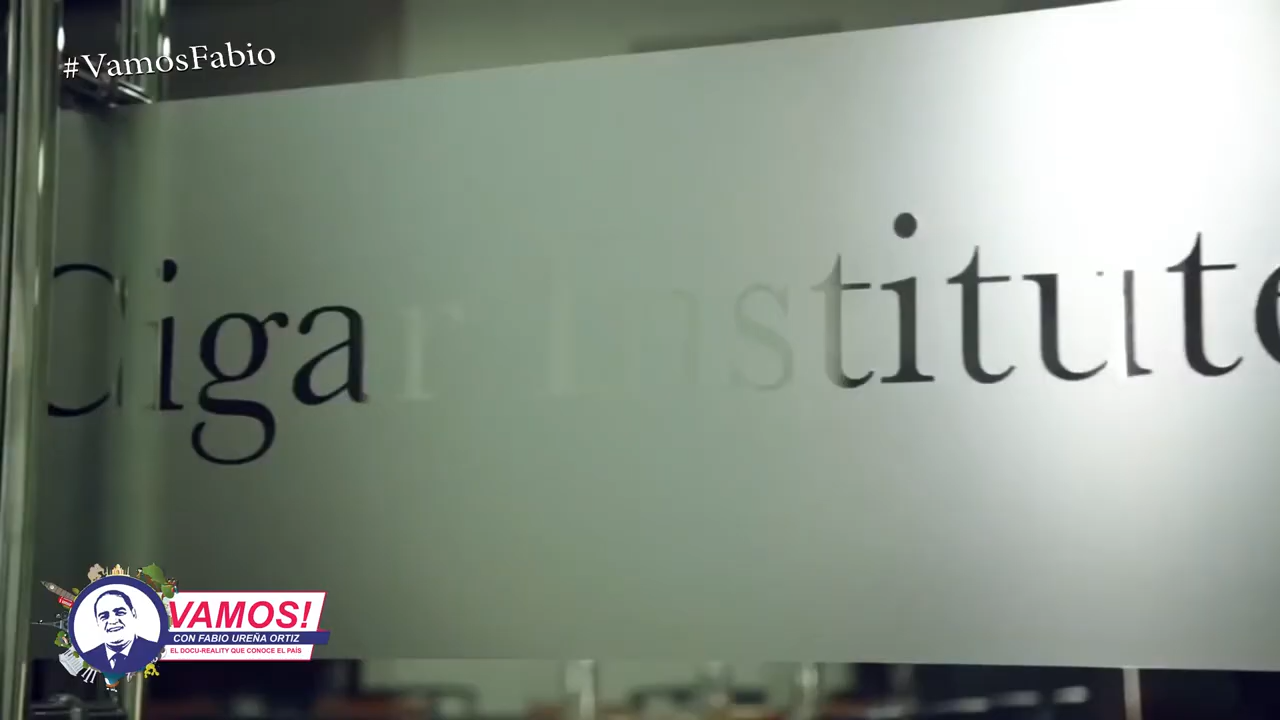 #VamosFabio
Cigar Institute
VAMOS!
CON FABIO UREÑA ORTIZ
EL DOCU-REALITY QUE CONOCE EL PAÍS